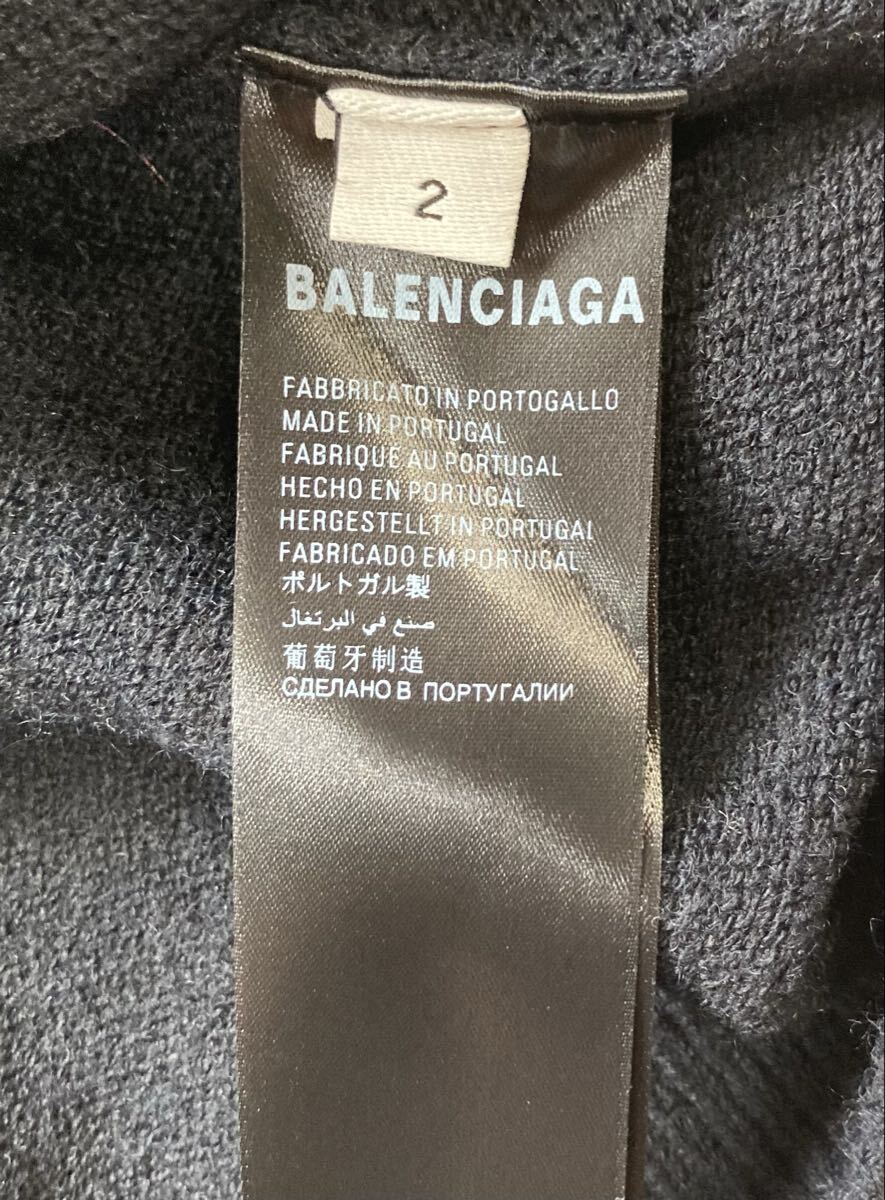 2
BALENCIAGA
FABBRICATO IN PORTOGALLO
MADE IN PORTUGAL
FABRIQUE AU PORTUGAL
HECHO EN PORTUGAL
HERGESTELLT IN PORTUGAL
FABRICADO EM PORTUGAL
ポルトガル製
صنع في البرتغال
葡萄牙制造
СДЕЛАНО В ПОРТУГАЛИИ